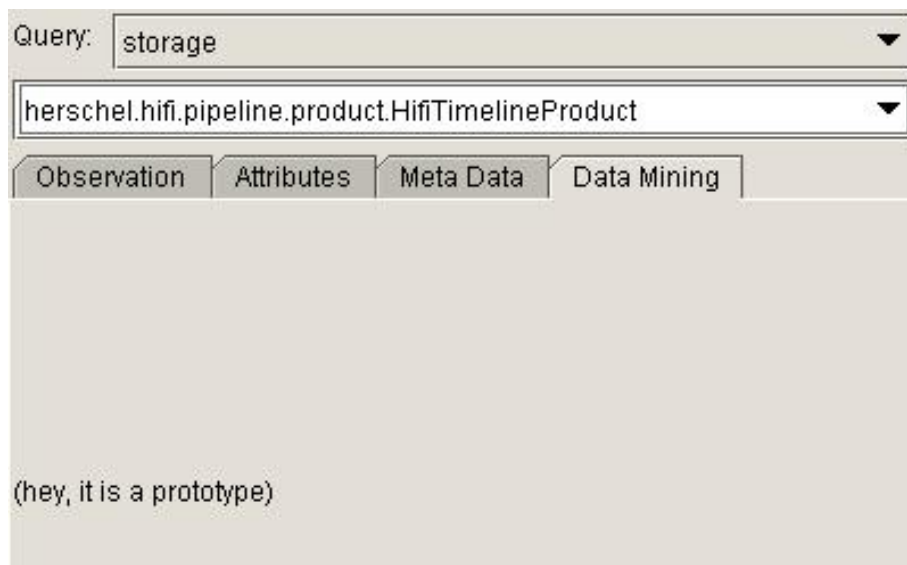 Query: storage
herschel.hifi.pipeline.product.HifiTimelineProduct
Observation Attributes Meta Data Data Mining
(hey, it is a prototype)